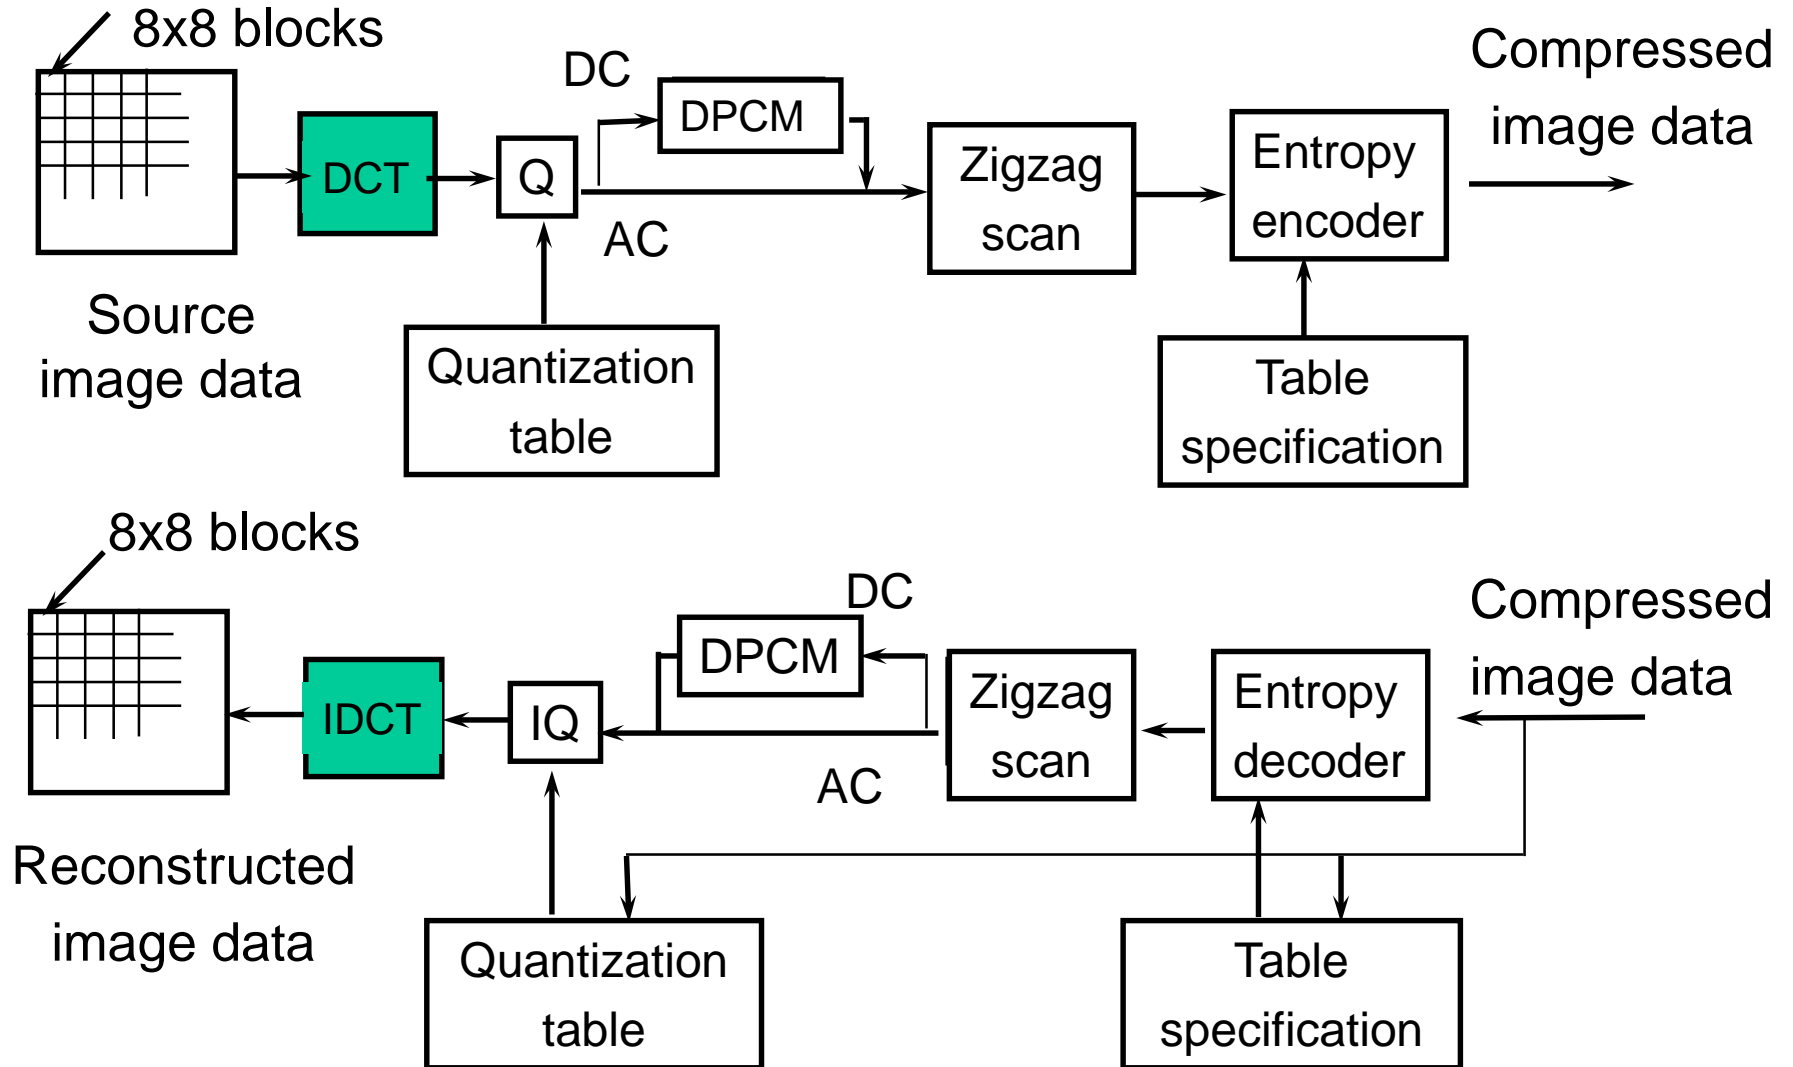 8x8 blocks
DC
DPCM
Compressed
image data
DCT
Q
Zigzag
scan
Entropy
encoder
AC
Source
image data
Quantization
table
Table
specification
8x8 blocks
DC
DPCM
Compressed
image data
IDCT
IQ
Zigzag
scan
Entropy
decoder
AC
Reconstructed
image data
Quantization
table
Table
specification